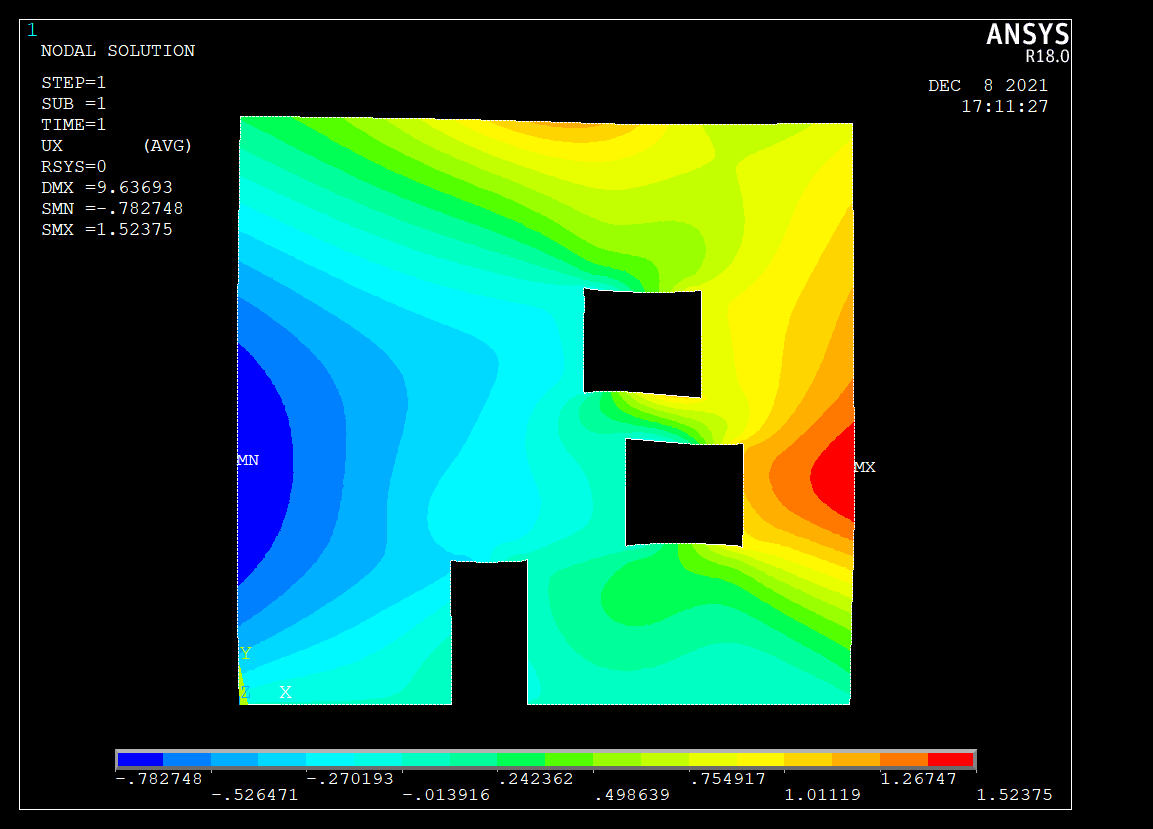 1
ANSYS
R18.0
NODAL SOLUTION
DEC  8 2021
17:11:27
STEP=1
SUB =1
TIME=1
UX       (AVG)
RSYS=0
DMX =9.63693
SMN =-.782748
SMX =1.52375
MN
MX
Y
Z   X
-.782748 -.270193 .242362 .754917 1.26747
-.526471 -.013916 .498639 1.01119 1.52375